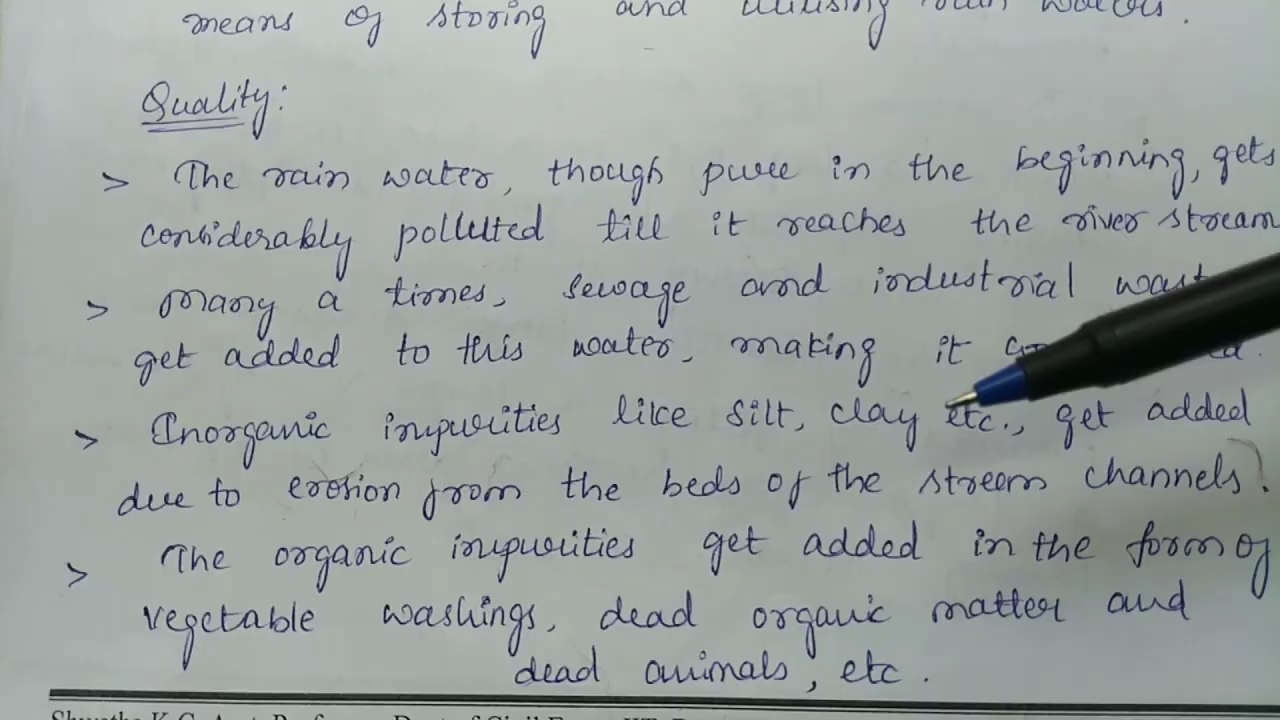 means of storing and utilising rain waters.
Quality:
> The rain water, though pure in the beginning, gets
considerably polluted till it reaches the river stream
> many a times, sewage and industrial wast
get added to this water, making it
> Inorganic impurities like silt, clay etc., get added
due to erosion from the beds of the stream channels.
> The organic impurities get added in the form of
vegetable washings, dead organic matter and
dead animals, etc.